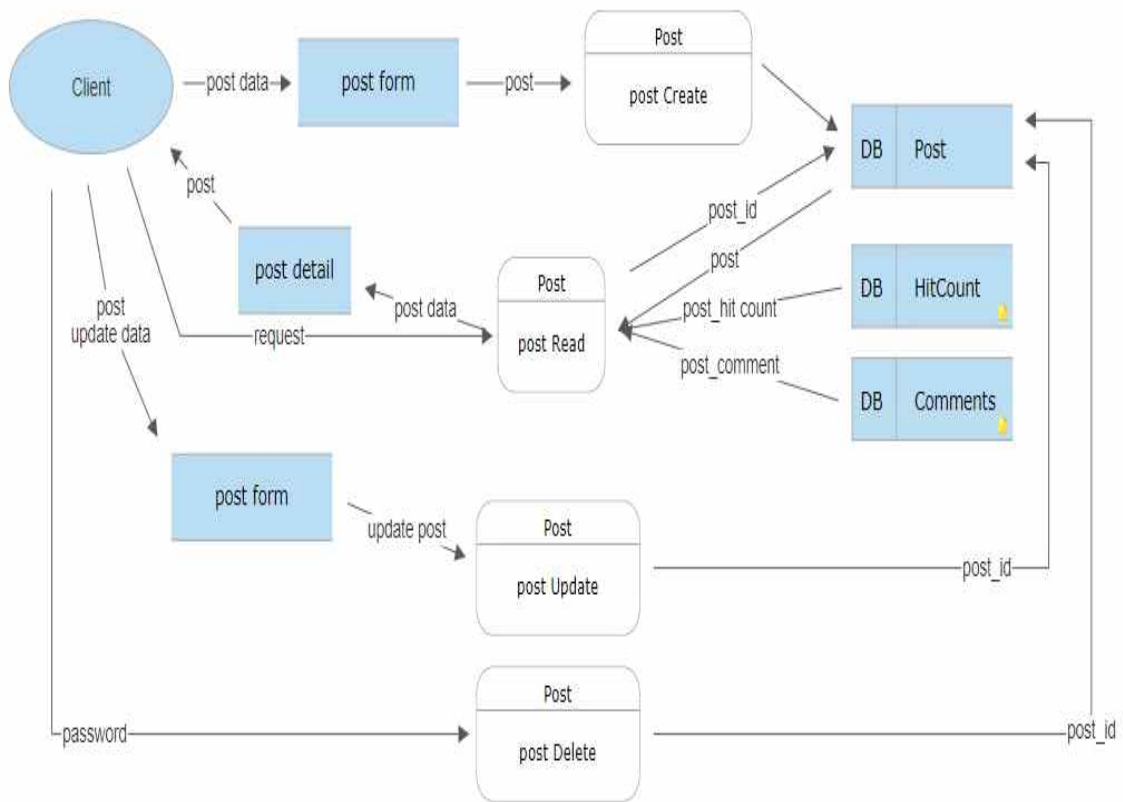 Post
Client
post data
post form
post
post Create
DB
Post
post
post_id
post detail
Post
post
DB
HitCount
post
update data
post data
post_hit count
request
post Read
post_comment
DB
Comments
post form
update post
Post
post Update
post_id
Post
password
post Delete
post_id